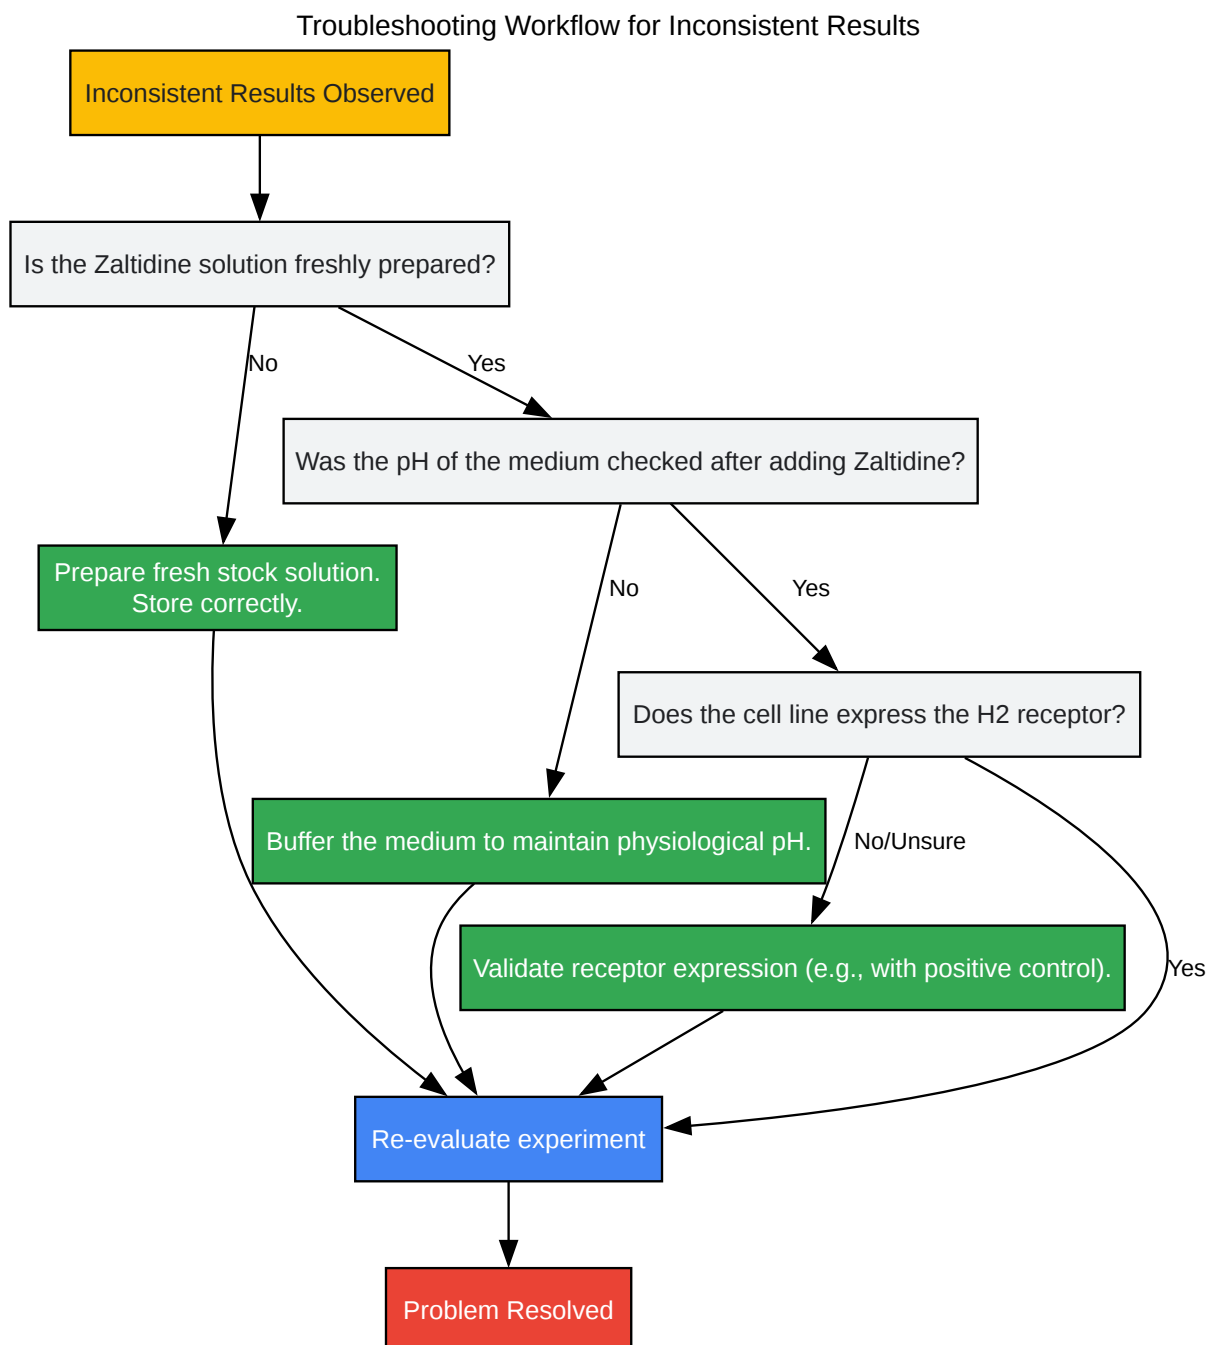 Troubleshooting Workflow for Inconsistent Results
Inconsistent Results Observed
Is the Zaltidine solution freshly prepared?
No
Yes
Was the pH of the medium checked after adding Zaltidine?
Prepare fresh stock solution.
Store correctly.
No
Yes
Does the cell line express the H2 receptor?
Buffer the medium to maintain physiological pH.
No/Unsure
Validate receptor expression (e.g., with positive control).
Yes
Re-evaluate experiment
Problem Resolved